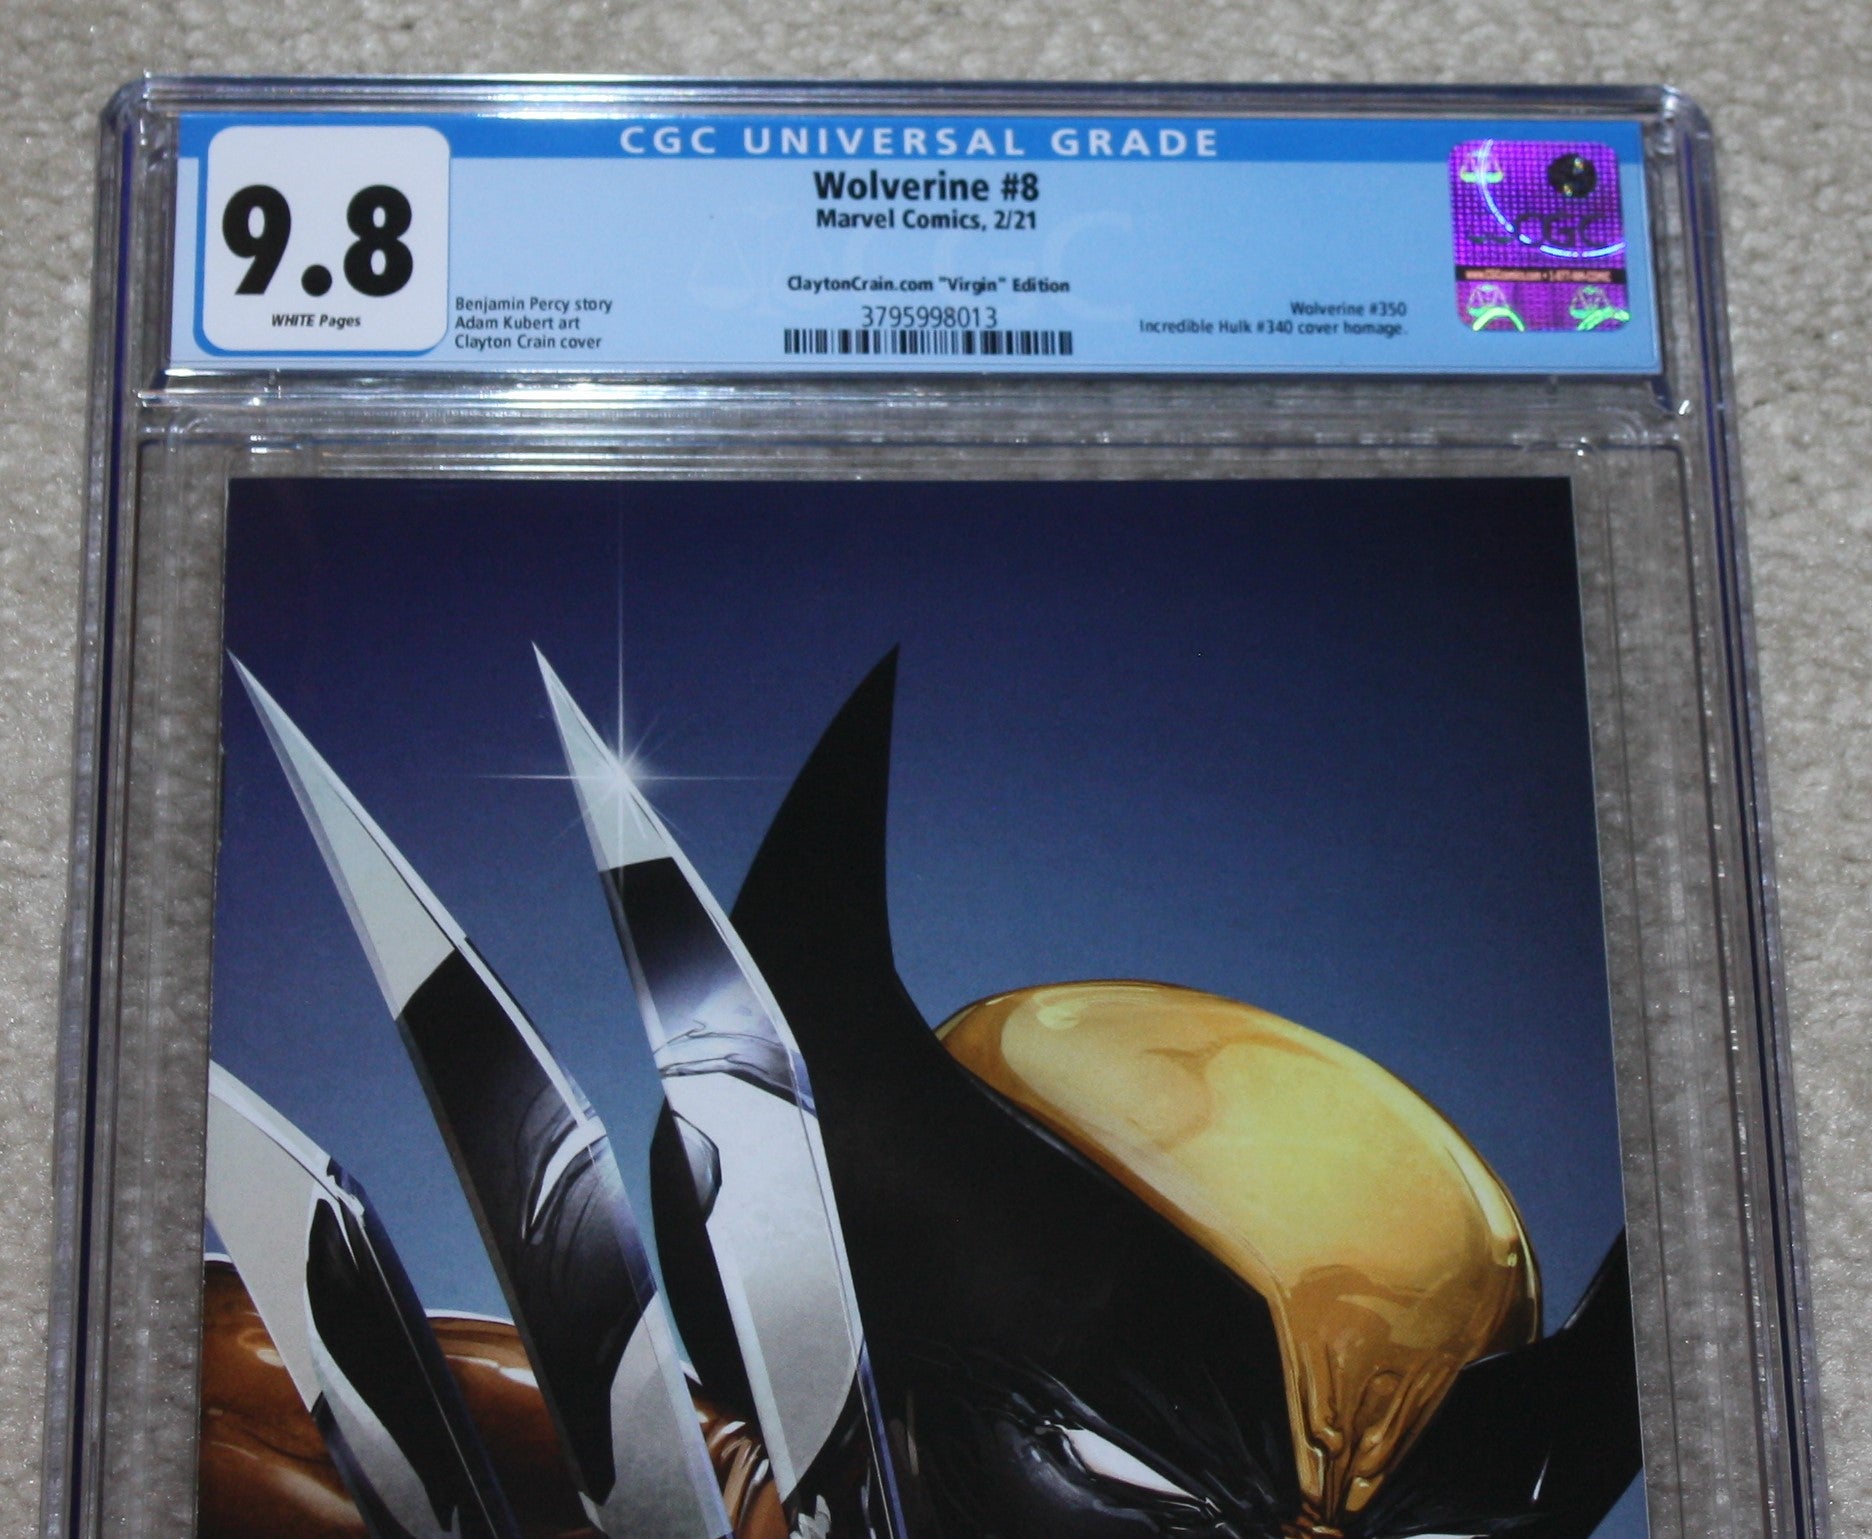 CGC UNIVERSAL GRADE
9.8
WHITE Pages
Wolverine #8
Marvel Comics, 2/21
ClaytonCrain.com "Virgin" Edition
3795998013
Benjamin Percy story
Adam Kubert art
Clayton Crain cover
Wolverine #350
Incredible Hulk #340 cover homage.
CGC